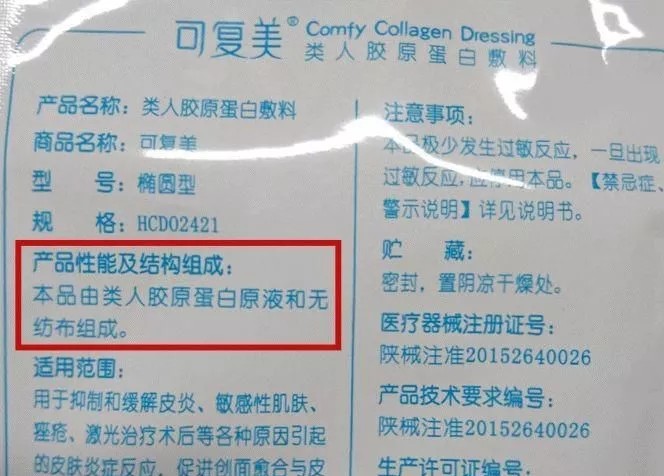 可复美® Comfy Collagen Dressing
类人胶原蛋白敷料
产品名称：类人胶原蛋白敷料
商品名称：可复美
型　　号：椭圆型
规　　格：HCD02421
产品性能及结构组成：
本品由类人胶原蛋白原液和无
纺布组成。
适用范围：
用于抑制和缓解皮炎、敏感性肌肤、
痤疮、激光治疗术后等各种原因引起
的皮肤炎症反应，促进创面愈合与皮
注意事项：
本品极少发生过敏反应，一旦出现
过敏反应，应停用本品。【禁忌症、
警示说明】详见说明书。
贮　　藏：
密封，置阴凉干燥处。
医疗器械注册证号：
陕械注准20152640026
产品技术要求编号：
陕械注准20152640026
生产许可证编号：